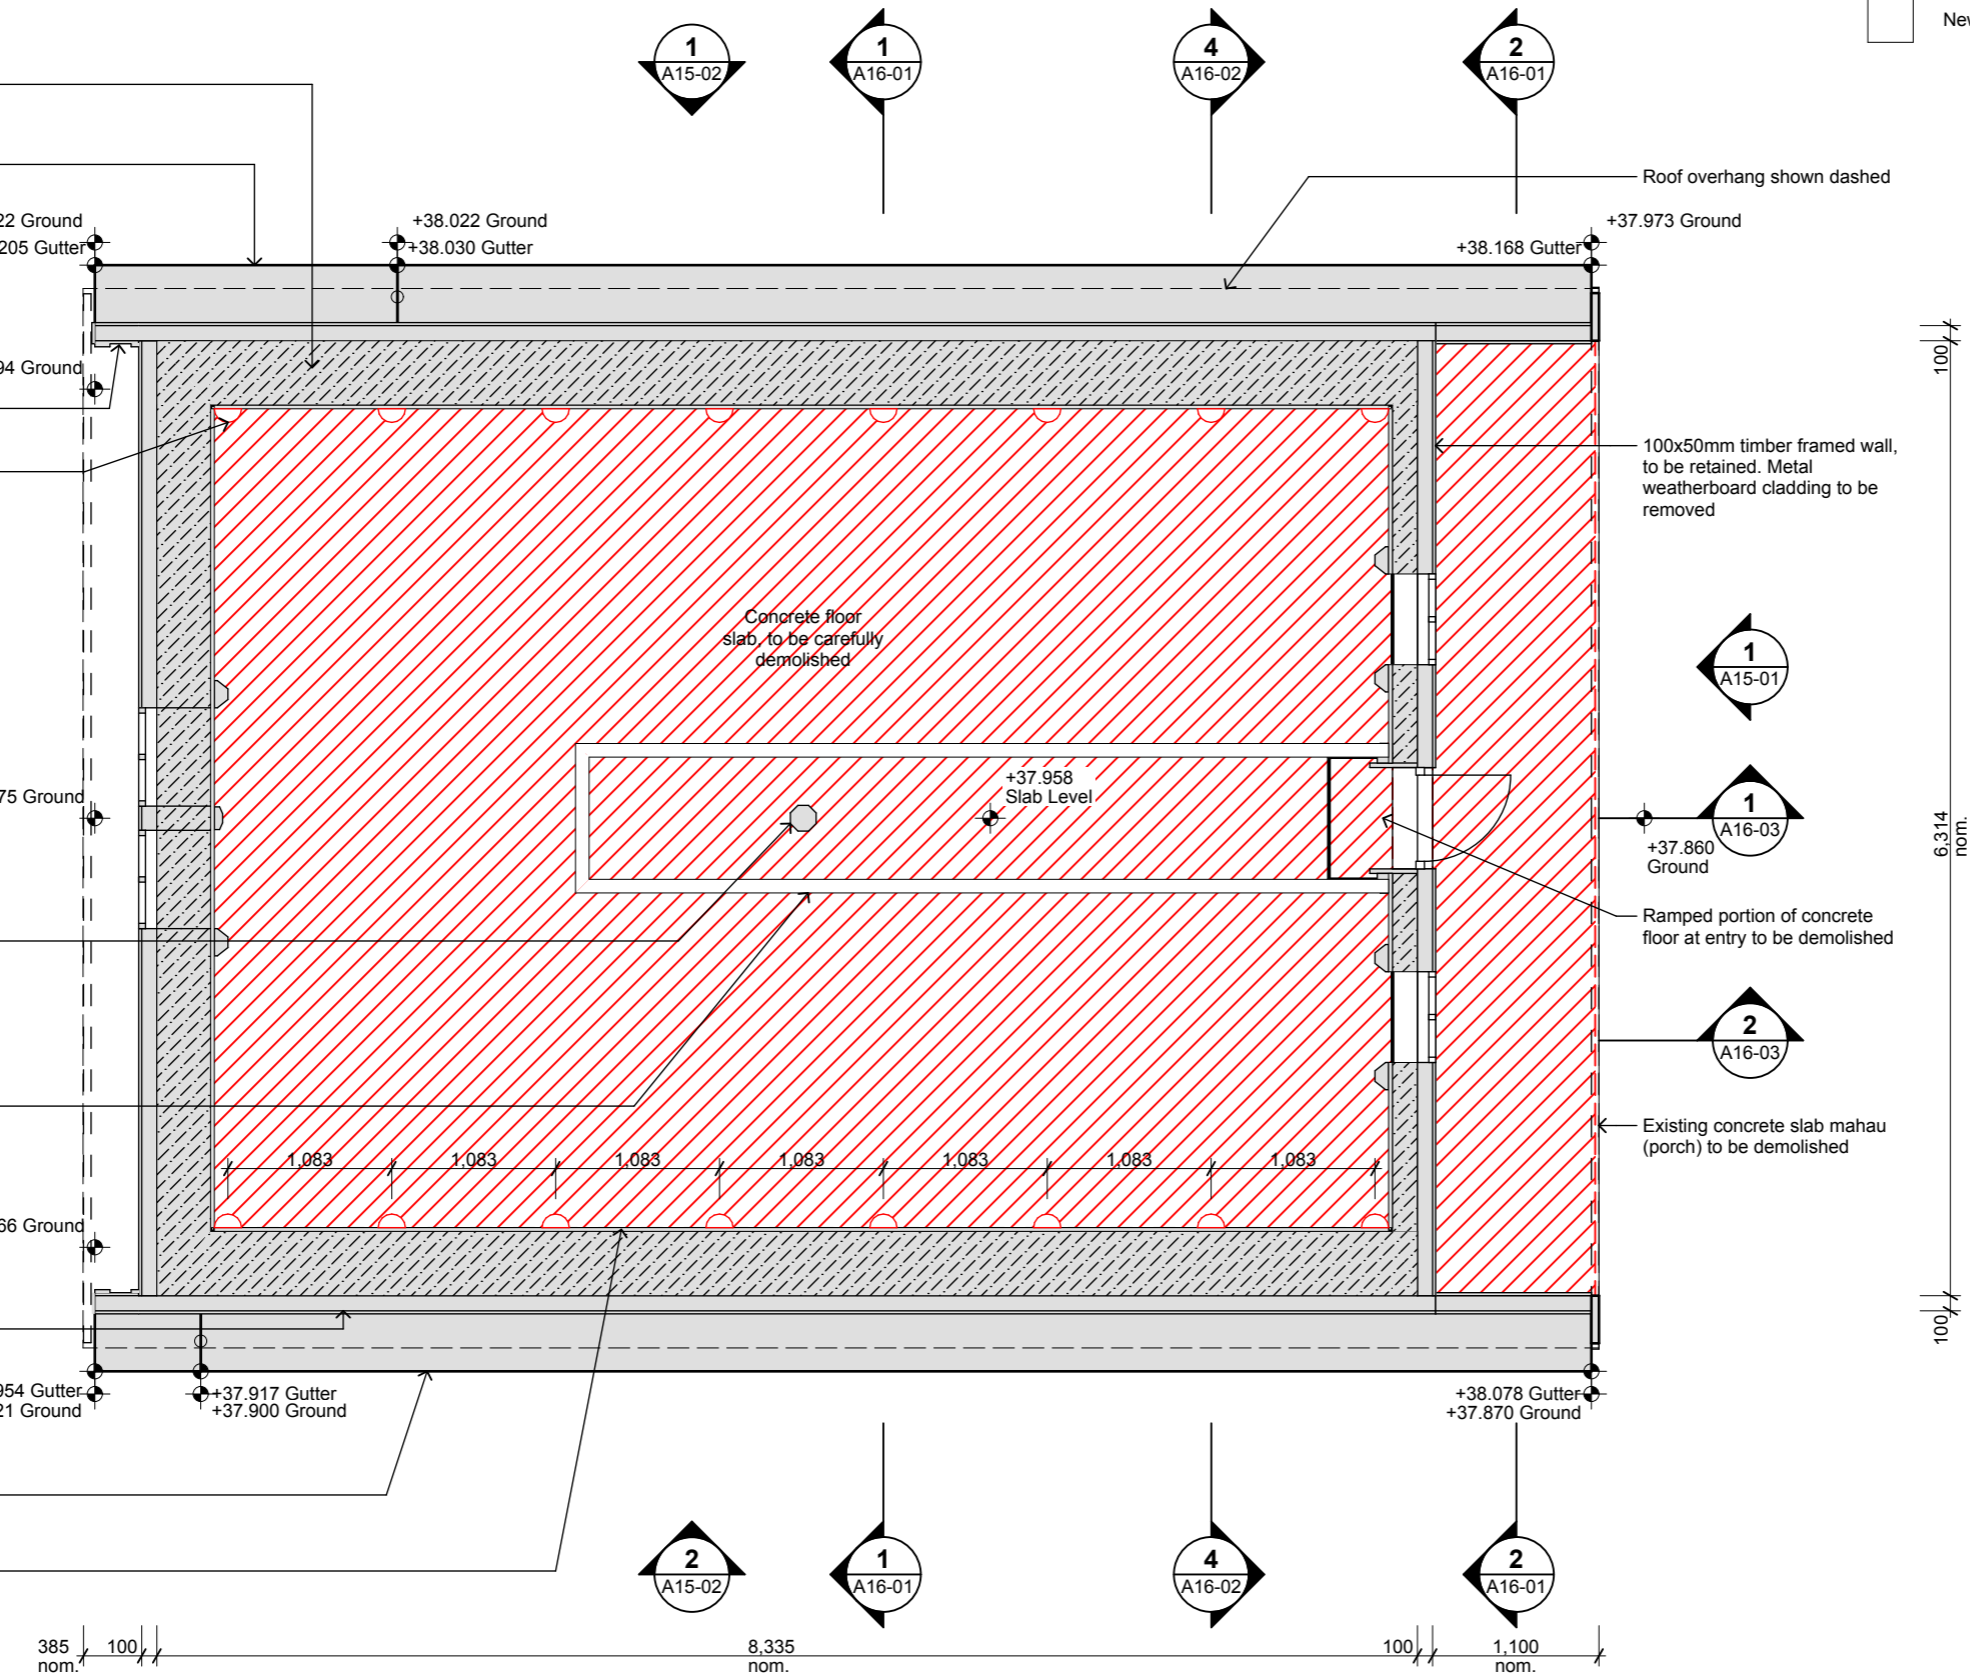 1
A15-02
1
A16-01
4
A16-02
2
A16-01
Roof overhang shown dashed
22 Ground
205 Gutter
+38.022 Ground
+38.030 Gutter
+37.973 Ground
+38.168 Gutter
94 Ground
100
100x50mm timber framed wall,
to be retained. Metal
weatherboard cladding to be
removed
Concrete floor
slab, to be carefully
demolished
1
A15-01
+37.958
Slab Level
75 Ground
1
A16-03
+37.860
Ground
6,314
nom.
Ramped portion of concrete
floor at entry to be demolished
2
A16-03
Existing concrete slab mahau
(porch) to be demolished
1,083
1,083
1,083
1,083
1,083
1,083
1,083
66 Ground
100
954 Gutter
21 Ground
+37.917 Gutter
+37.900 Ground
+38.078 Gutter
+37.870 Ground
2
A15-02
1
A16-01
4
A16-02
2
A16-01
385
nom.
100
8,335
nom.
100
1,100
nom.